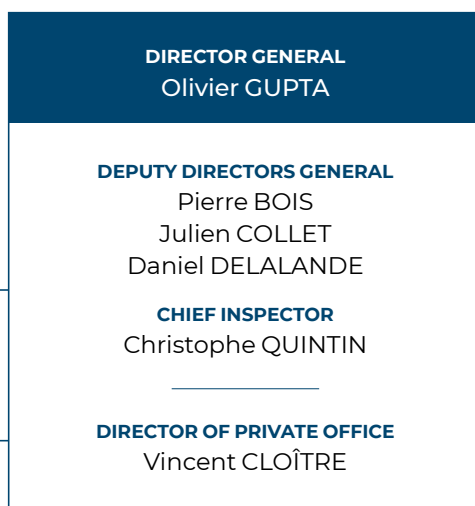 DIRECTOR GENERAL
Olivier GUPTA
DEPUTY DIRECTORS GENERAL
Pierre BOIS
Julien COLLET
Daniel DELALANDE
CHIEF INSPECTOR
Christophe QUINTIN
DIRECTOR OF PRIVATE OFFICE
Vincent CLOÎTRE